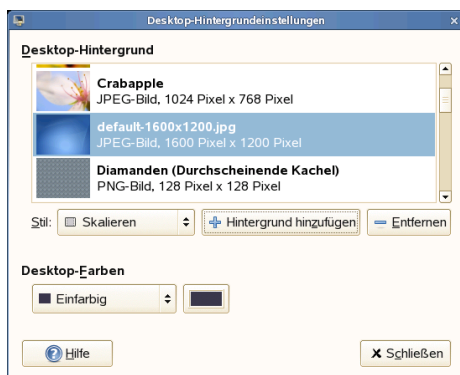 Desktop-Hintergrundeinstellungen
Desktop-Hintergrund
Crabapple
JPEG-Bild, 1024 Pixel x 768 Pixel
default-1600x1200.jpg
JPEG-Bild, 1600 Pixel x 1200 Pixel
Diamanden (Durchscheinende Kachel)
PNG-Bild, 128 Pixel x 128 Pixel
Stil: Skalieren Hintergrund hinzufügen Entfernen
Desktop-Farben
Einfarbig
Hilfe Schließen